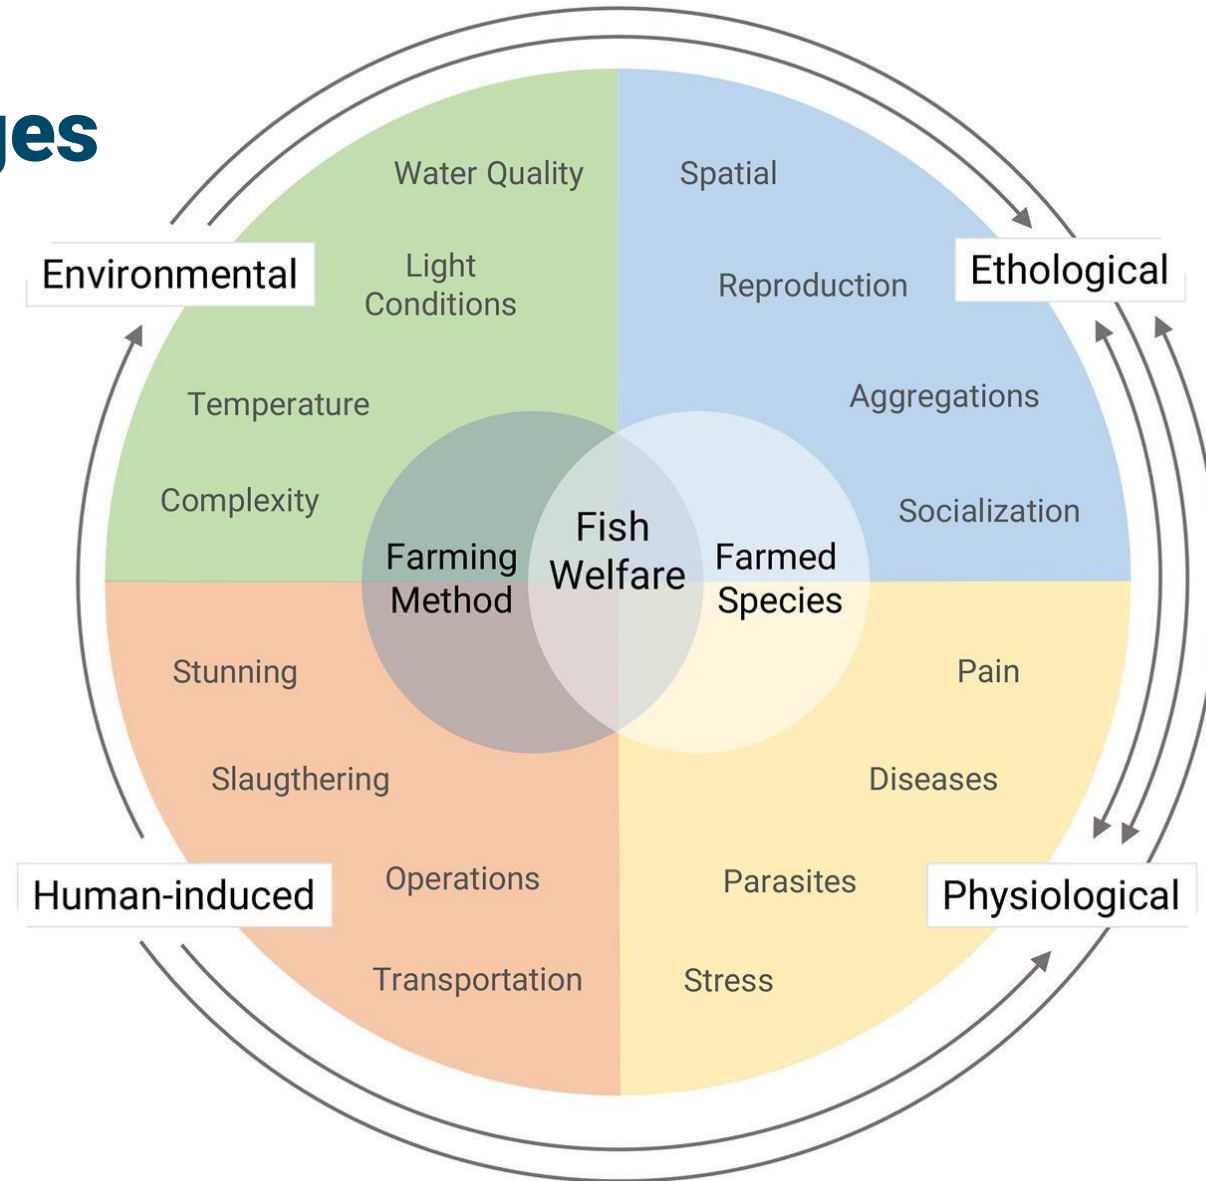 ges
Water Quality
Spatial
Environmental
Light
Conditions
Ethological
Reproduction
Temperature
Aggregations
Complexity
Socialization
Fish
Welfare
Farming
Method
Farmed
Species
Stunning
Pain
Slaugthering
Diseases
Human-induced
Operations
Parasites
Physiological
Transportation
Stress